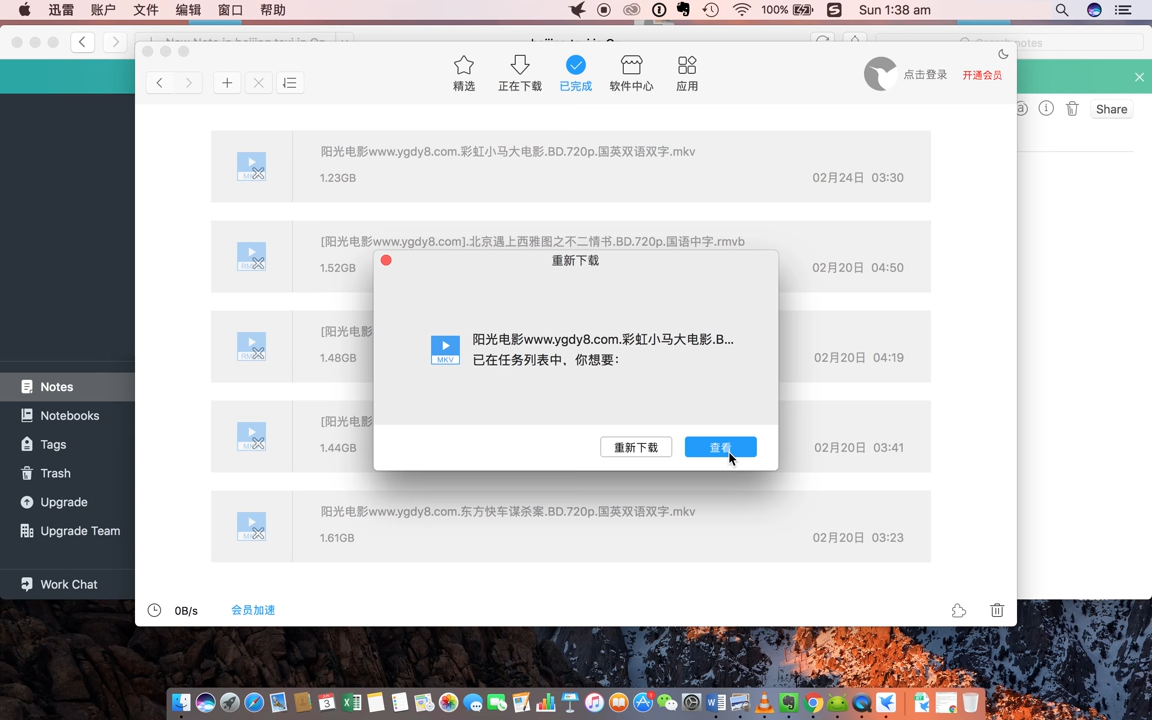 迅雷 账户 文件 编辑 窗口 帮助
100%
Sun 1:38 am
精选 正在下载 已完成 软件中心 应用
点击登录 开通会员
Share
阳光电影www.ygdy8.com.彩虹小马大电影.BD.720p.国英双语双字.mkv
1.23GB
02月24日 03:30
[阳光电影www.ygdy8.com].北京遇上西雅图之不二情书.BD.720p.国语中字.rmvb
1.52GB
02月20日 04:50
[阳光电影
1.48GB
02月20日 04:19
[阳光电影
1.44GB
02月20日 03:41
阳光电影www.ygdy8.com.东方快车谋杀案.BD.720p.国英双语双字.mkv
1.61GB
02月20日 03:23
重新下载
MKV
阳光电影www.ygdy8.com.彩虹小马大电影.B...
已在任务列表中，你想要：
重新下载
查看
Notes
Notebooks
Tags
Trash
Upgrade
Upgrade Team
Work Chat
0B/s
会员加速